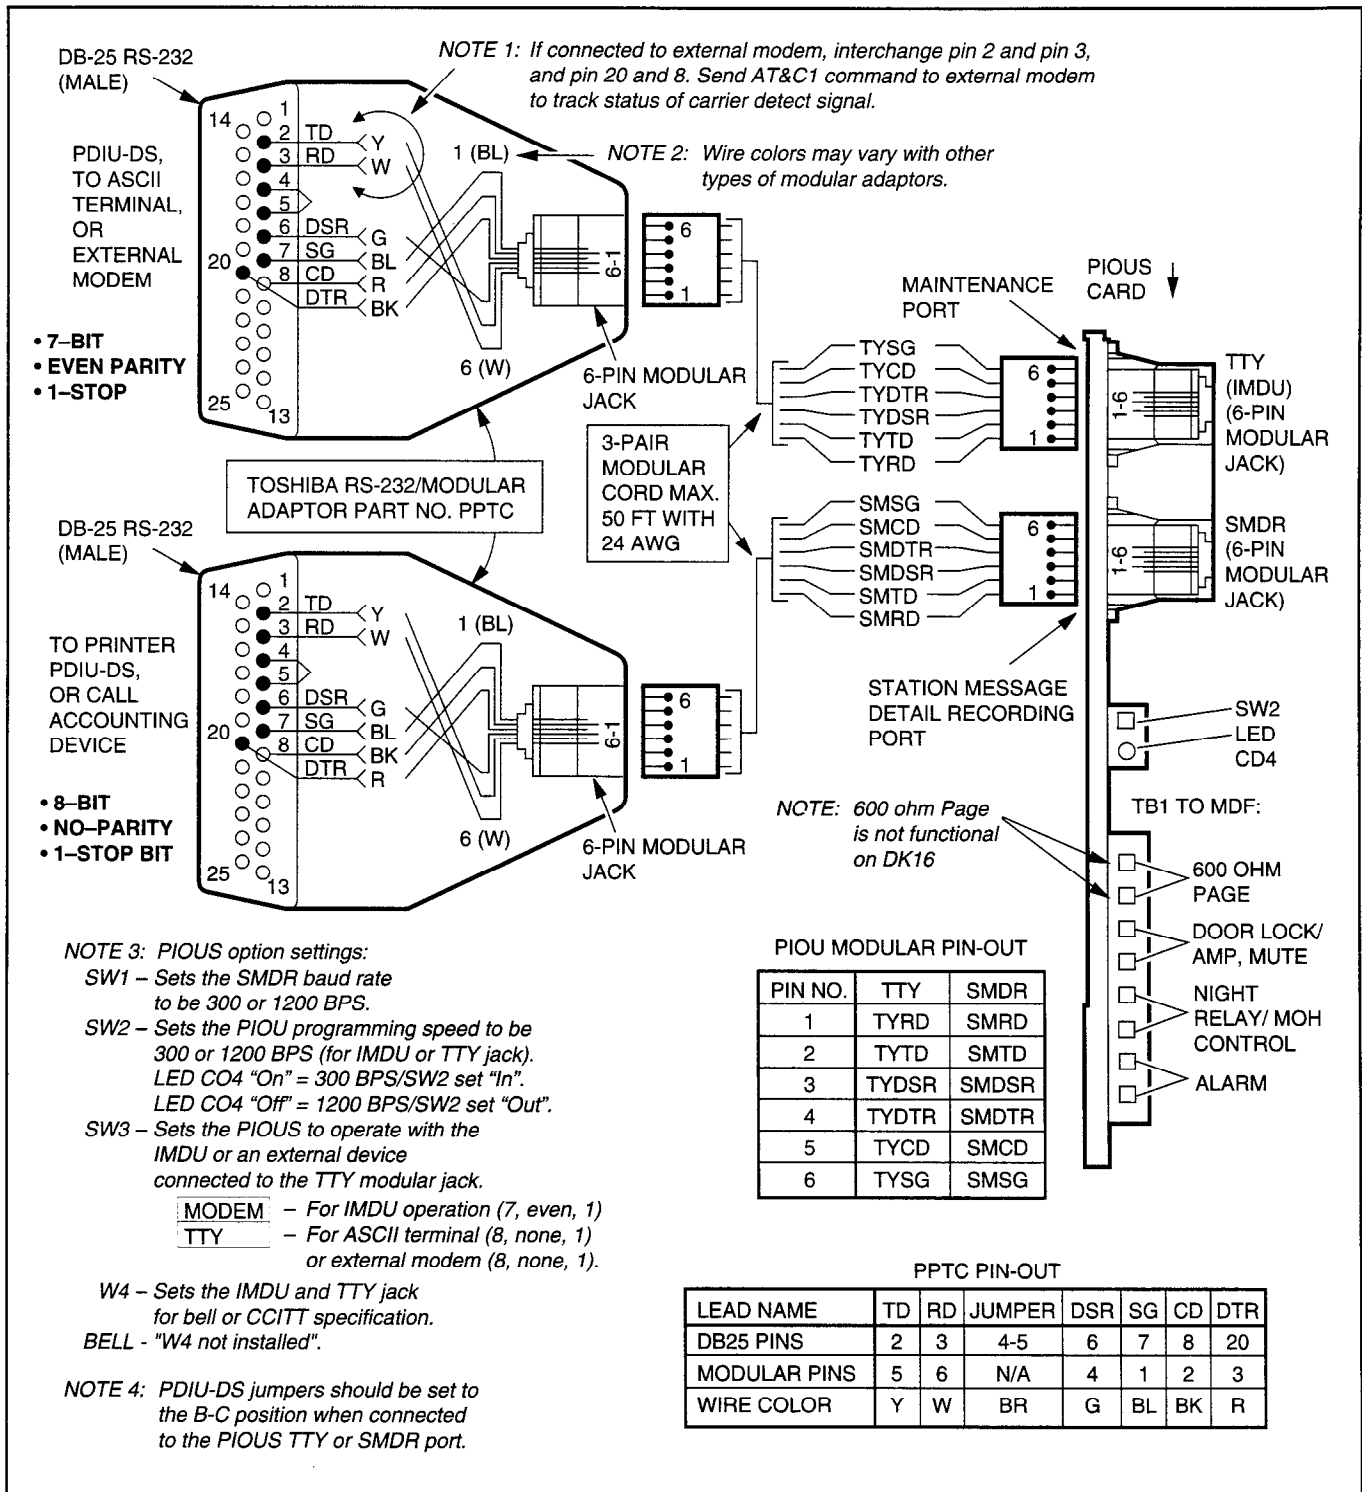 DB-25 RS-232
(MALE)
NOTE 1: If connected to external modem, interchange pin 2 and pin 3,
and pin 20 and 8. Send AT&C1 command to external modem
to track status of carrier detect signal.
PDIU-DS,
TO ASCII
TERMINAL,
OR
EXTERNAL
MODEM
• 7–BIT
• EVEN PARITY
• 1–STOP
14
20
25
1
2 TD Y
3 RD W
4
5
6 DSR G
7 SG BL
8 CD R
DTR BK
13
1 (BL)
6 (W)
NOTE 2: Wire colors may vary with other
types of modular adaptors.
6-1
6
1
6-PIN MODULAR
JACK
TOSHIBA RS-232/MODULAR
ADAPTOR PART NO. PPTC
3-PAIR
MODULAR
CORD MAX.
50 FT WITH
24 AWG
MAINTENANCE
PORT
PIOUS
CARD
TYSG
TYCD
TYDTR
TYDSR
TYTD
TYRD
6
1
1-6
TTY
(IMDU)
(6-PIN
MODULAR
JACK)
SMSG
SMCD
SMDTR
SMDSR
SMTD
SMRD
6
1
1-6
SMDR
(6-PIN
MODULAR
JACK)
STATION MESSAGE
DETAIL RECORDING
PORT
SW2
LED
CD4
DB-25 RS-232
(MALE)
TO PRINTER
PDIU-DS,
OR CALL
ACCOUNTING
DEVICE
• 8–BIT
• NO–PARITY
• 1–STOP BIT
14
20
25
1
2 TD Y
3 RD W
4
5
6 DSR G
7 SG BL
8 CD BK
DTR R
13
1 (BL)
6 (W)
6-1
6
1
6-PIN MODULAR
JACK
NOTE: 600 ohm Page
is not functional
on DK16
TB1 TO MDF:
600 OHM
PAGE
DOOR LOCK/
AMP, MUTE
NIGHT
RELAY/ MOH
CONTROL
ALARM
NOTE 3: PIOUS option settings:
SW1 – Sets the SMDR baud rate
to be 300 or 1200 BPS.
SW2 – Sets the PIOU programming speed to be
300 or 1200 BPS (for IMDU or TTY jack).
LED CO4 “On” = 300 BPS/SW2 set “In”.
LED CO4 “Off” = 1200 BPS/SW2 set “Out”.
SW3 – Sets the PIOUS to operate with the
IMDU or an external device
connected to the TTY modular jack.
MODEM – For IMDU operation (7, even, 1)
TTY – For ASCII terminal (8, none, 1)
or external modem (8, none, 1).
W4 – Sets the IMDU and TTY jack
for bell or CCITT specification.
BELL - "W4 not installed".
NOTE 4: PDIU-DS jumpers should be set to
the B-C position when connected
to the PIOUS TTY or SMDR port.
PIOU MODULAR PIN-OUT
PIN NO. TTY SMDR
1 TYRD SMRD
2 TYTD SMTD
3 TYDSR SMDSR
4 TYDTR SMDTR
5 TYCD SMCD
6 TYSG SMSG
PPTC PIN-OUT
LEAD NAME TD RD JUMPER DSR SG CD DTR
DB25 PINS 2 3 4-5 6 7 8 20
MODULAR PINS 5 6 N/A 4 1 2 3
WIRE COLOR Y W BR G BL BK R